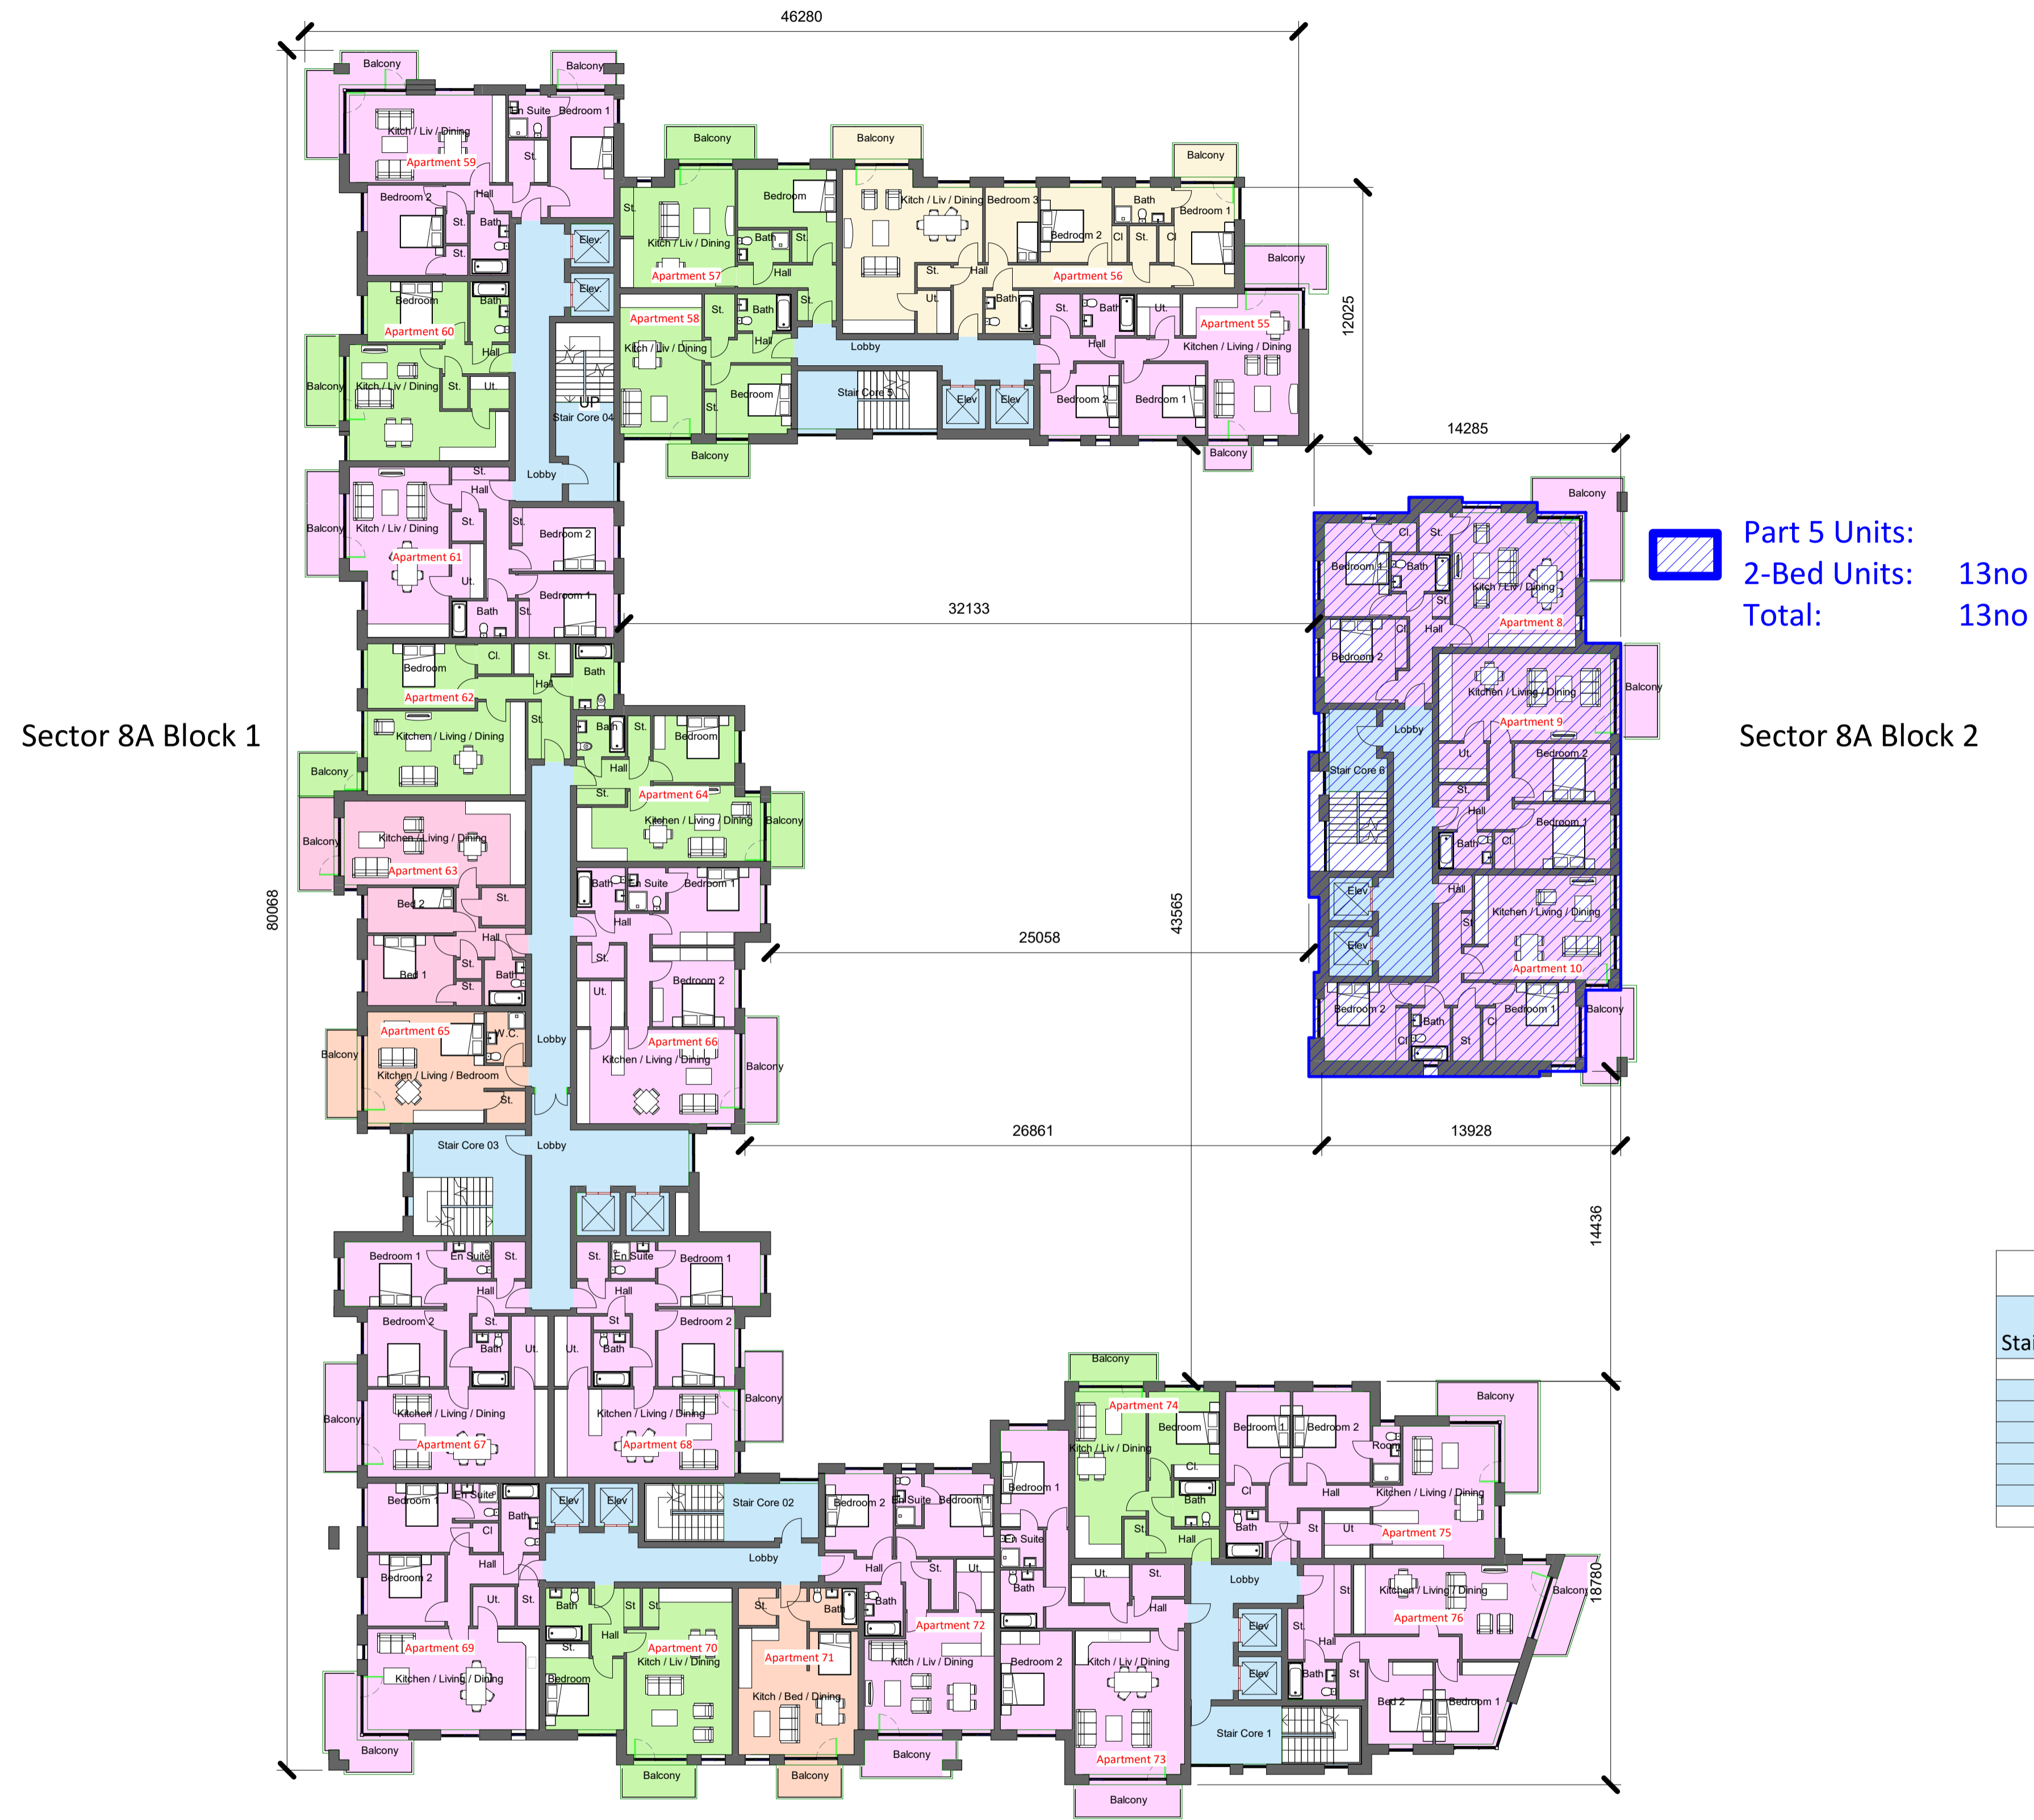 46280
Balcony
Balcony
En Suite
Bedroom 1
Kitch / Liv / Dining
Apartment 59
St.
Bedroom 2
Hall
St.
Bath
St.
Elev.
Elev.
Balcony
Balcony
Balcony
St.
Bedroom
Kitch / Liv / Dining
Bath
Apartment 57
Hall
St.
Kitch / Liv / Dining
Bedroom 3
Bedroom 2
Bath
Bedroom 1
Cl
St.
Cl
St.
Hall
Apartment 56
Ut.
Bath
Balcony
12025
Bedroom
Bath
Apartment 60
Hall
Balcony
Kitch / Liv / Dining
St.
Ut.
UP
Stair Core 04
Lobby
Apartment 58
St.
Bath
Kitch / Liv / Dining
Hall
Bedroom
St.
Balcony
Lobby
Stair Core 5
Elev
Elev
St.
Bath
Ut.
Apartment 55
Hall
Kitchen / Living / Dining
Bedroom 2
Bedroom 1
Balcony
14285
St.
Hall
Balcony
Kitch / Liv / Dining
St.
St.
Bedroom 2
Apartment 61
Ut.
Bedroom 1
Bath
St.
32133
Balcony
Cl.
St.
Bedroom 1
Bath
Kitch / Liv / Dining
St.
Apartment 8
Cl.
Hall
Bedroom 2
Part 5 Units:
2-Bed Units: 13no
Total: 13no
Bedroom
Cl.
St.
Bath
Apartment 62
Hall
St.
Kitchen / Living / Dining
Balcony
Sector 8A Block 1
Bath
St.
Bedroom
Hall
St.
Apartment 64
Kitchen / Living / Dining
Balcony
Kitchen / Living / Dining
Balcony
Apartment 9
Lobby
Ut.
Bedroom 2
Stair Core 6
St.
Hall
Bedroom 1
Bath
Cl.
Sector 8A Block 2
Balcony
Kitchen / Living / Dining
Apartment 63
Bed 2
St.
Hall
Bed 1
St.
Bath
St.
80068
Bath
En Suite
Bedroom 1
Hall
St.
Bedroom 2
Ut.
Apartment 66
Kitchen / Living / Dining
Balcony
25058
43565
Elev
Elev
Hall
Kitchen / Living / Dining
St
Apartment 10
Bedroom 2
Bath
Cl
St
Cl
Bedroom 1
Balcony
Apartment 65
W.C.
Balcony
Kitchen / Living / Bedroom
St.
Lobby
26861
13928
Stair Core 03
Lobby
14436
Bedroom 1
En Suite
St.
Hall
Bedroom 2
St.
Bath
Ut.
Kitchen / Living / Dining
Apartment 67
Balcony
St.
En Suite
Bedroom 1
Hall
St
Bedroom 2
Ut.
Bath
Kitchen / Living / Dining
Apartment 68
Balcony
Stai
Balcony
Apartment 74
Bedroom
Kitch / Liv / Dining
Cl.
Bath
St.
Hall
Bedroom 1
Bedroom 2
Room
Balcony
Cl
Hall
Kitchen / Living / Dining
Bath
St
Ut
Apartment 75
Bedroom 1
En Suite
Bath
Cl
Hall
Bedroom 2
Ut.
St.
Apartment 69
Kitchen / Living / Dining
Balcony
Elev
Elev
Stair Core 02
Lobby
Bath
St
St.
Hall
St.
Apartment 70
Kitch / Liv / Dining
Bedroom
Balcony
St.
Bath
Apartment 71
Kitch / Bed / Dining
Balcony
Bedroom 2
En Suite
Bedroom 1
Hall
St.
Ut.
Bath
Apartment 72
Kitch / Liv / Dining
Balcony
Bedroom 1
En Suite
Bath
Ut.
St.
Hall
Bedroom 2
Kitch / Liv / Dining
Apartment 73
Balcony
Lobby
Elev
Elev
Stair Core 1
St
Kitchen / Living / Dining
Apartment 76
St.
Hall
Bath
St
Bed 2
Bedroom 1
Balcony
18780